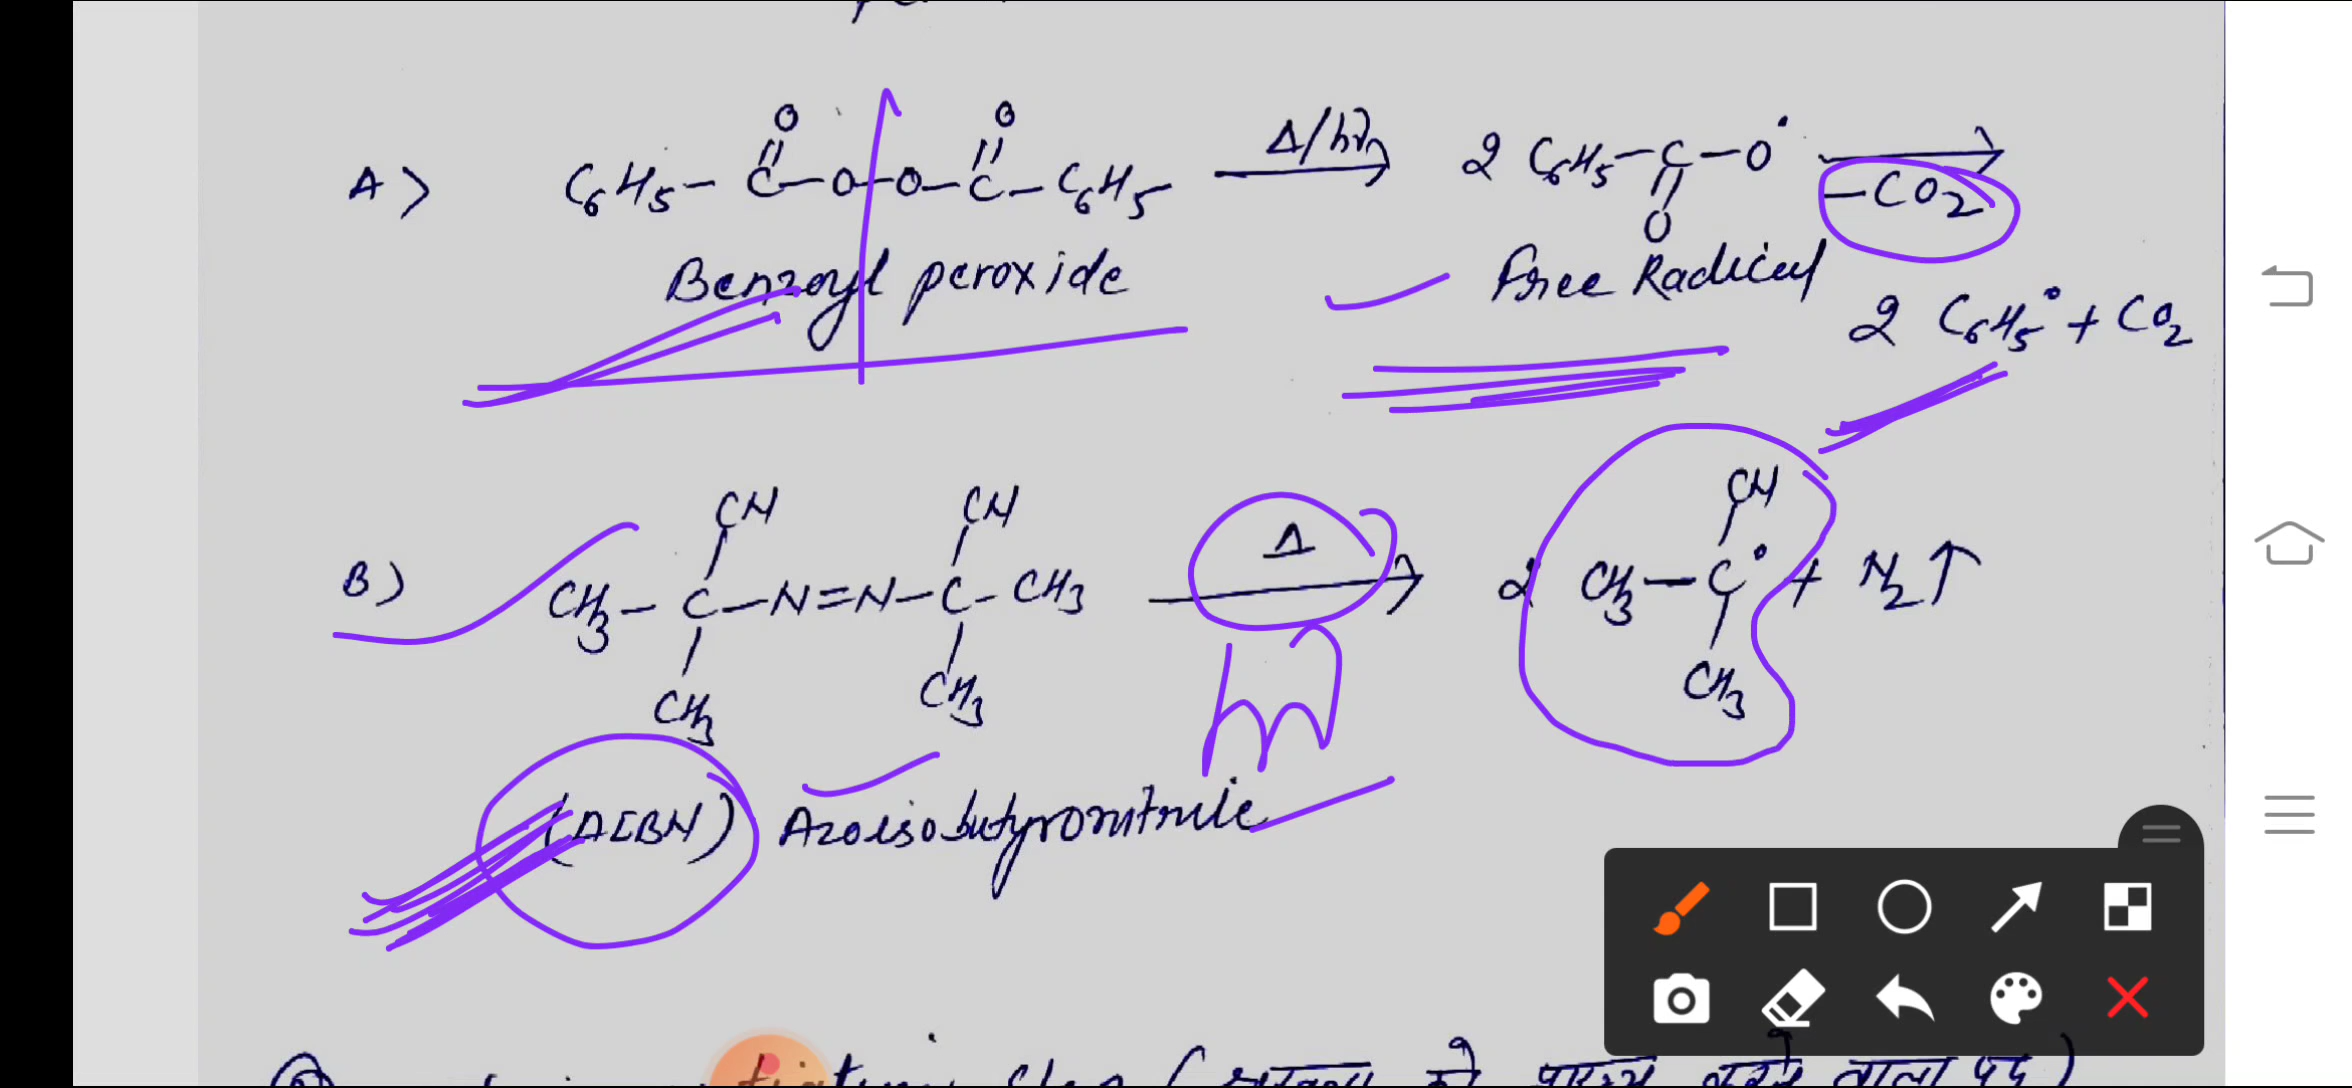 A) C₆H₅-C(=O)-O-O-C(=O)-C₆H₅ →(Δ/hν) 2 C₆H₅-C(=O)-O• →(-CO₂)
Benzoyl peroxide Free Radical
2 C₆H₅• + CO₂
B) CH₃-C(CN)(CH₃)-N=N-C(CN)(CH₃)-CH₃ →(Δ) 2 CH₃-C•(CN)(CH₃) + N₂↑
(AIBN) Azoisobutyronitrile